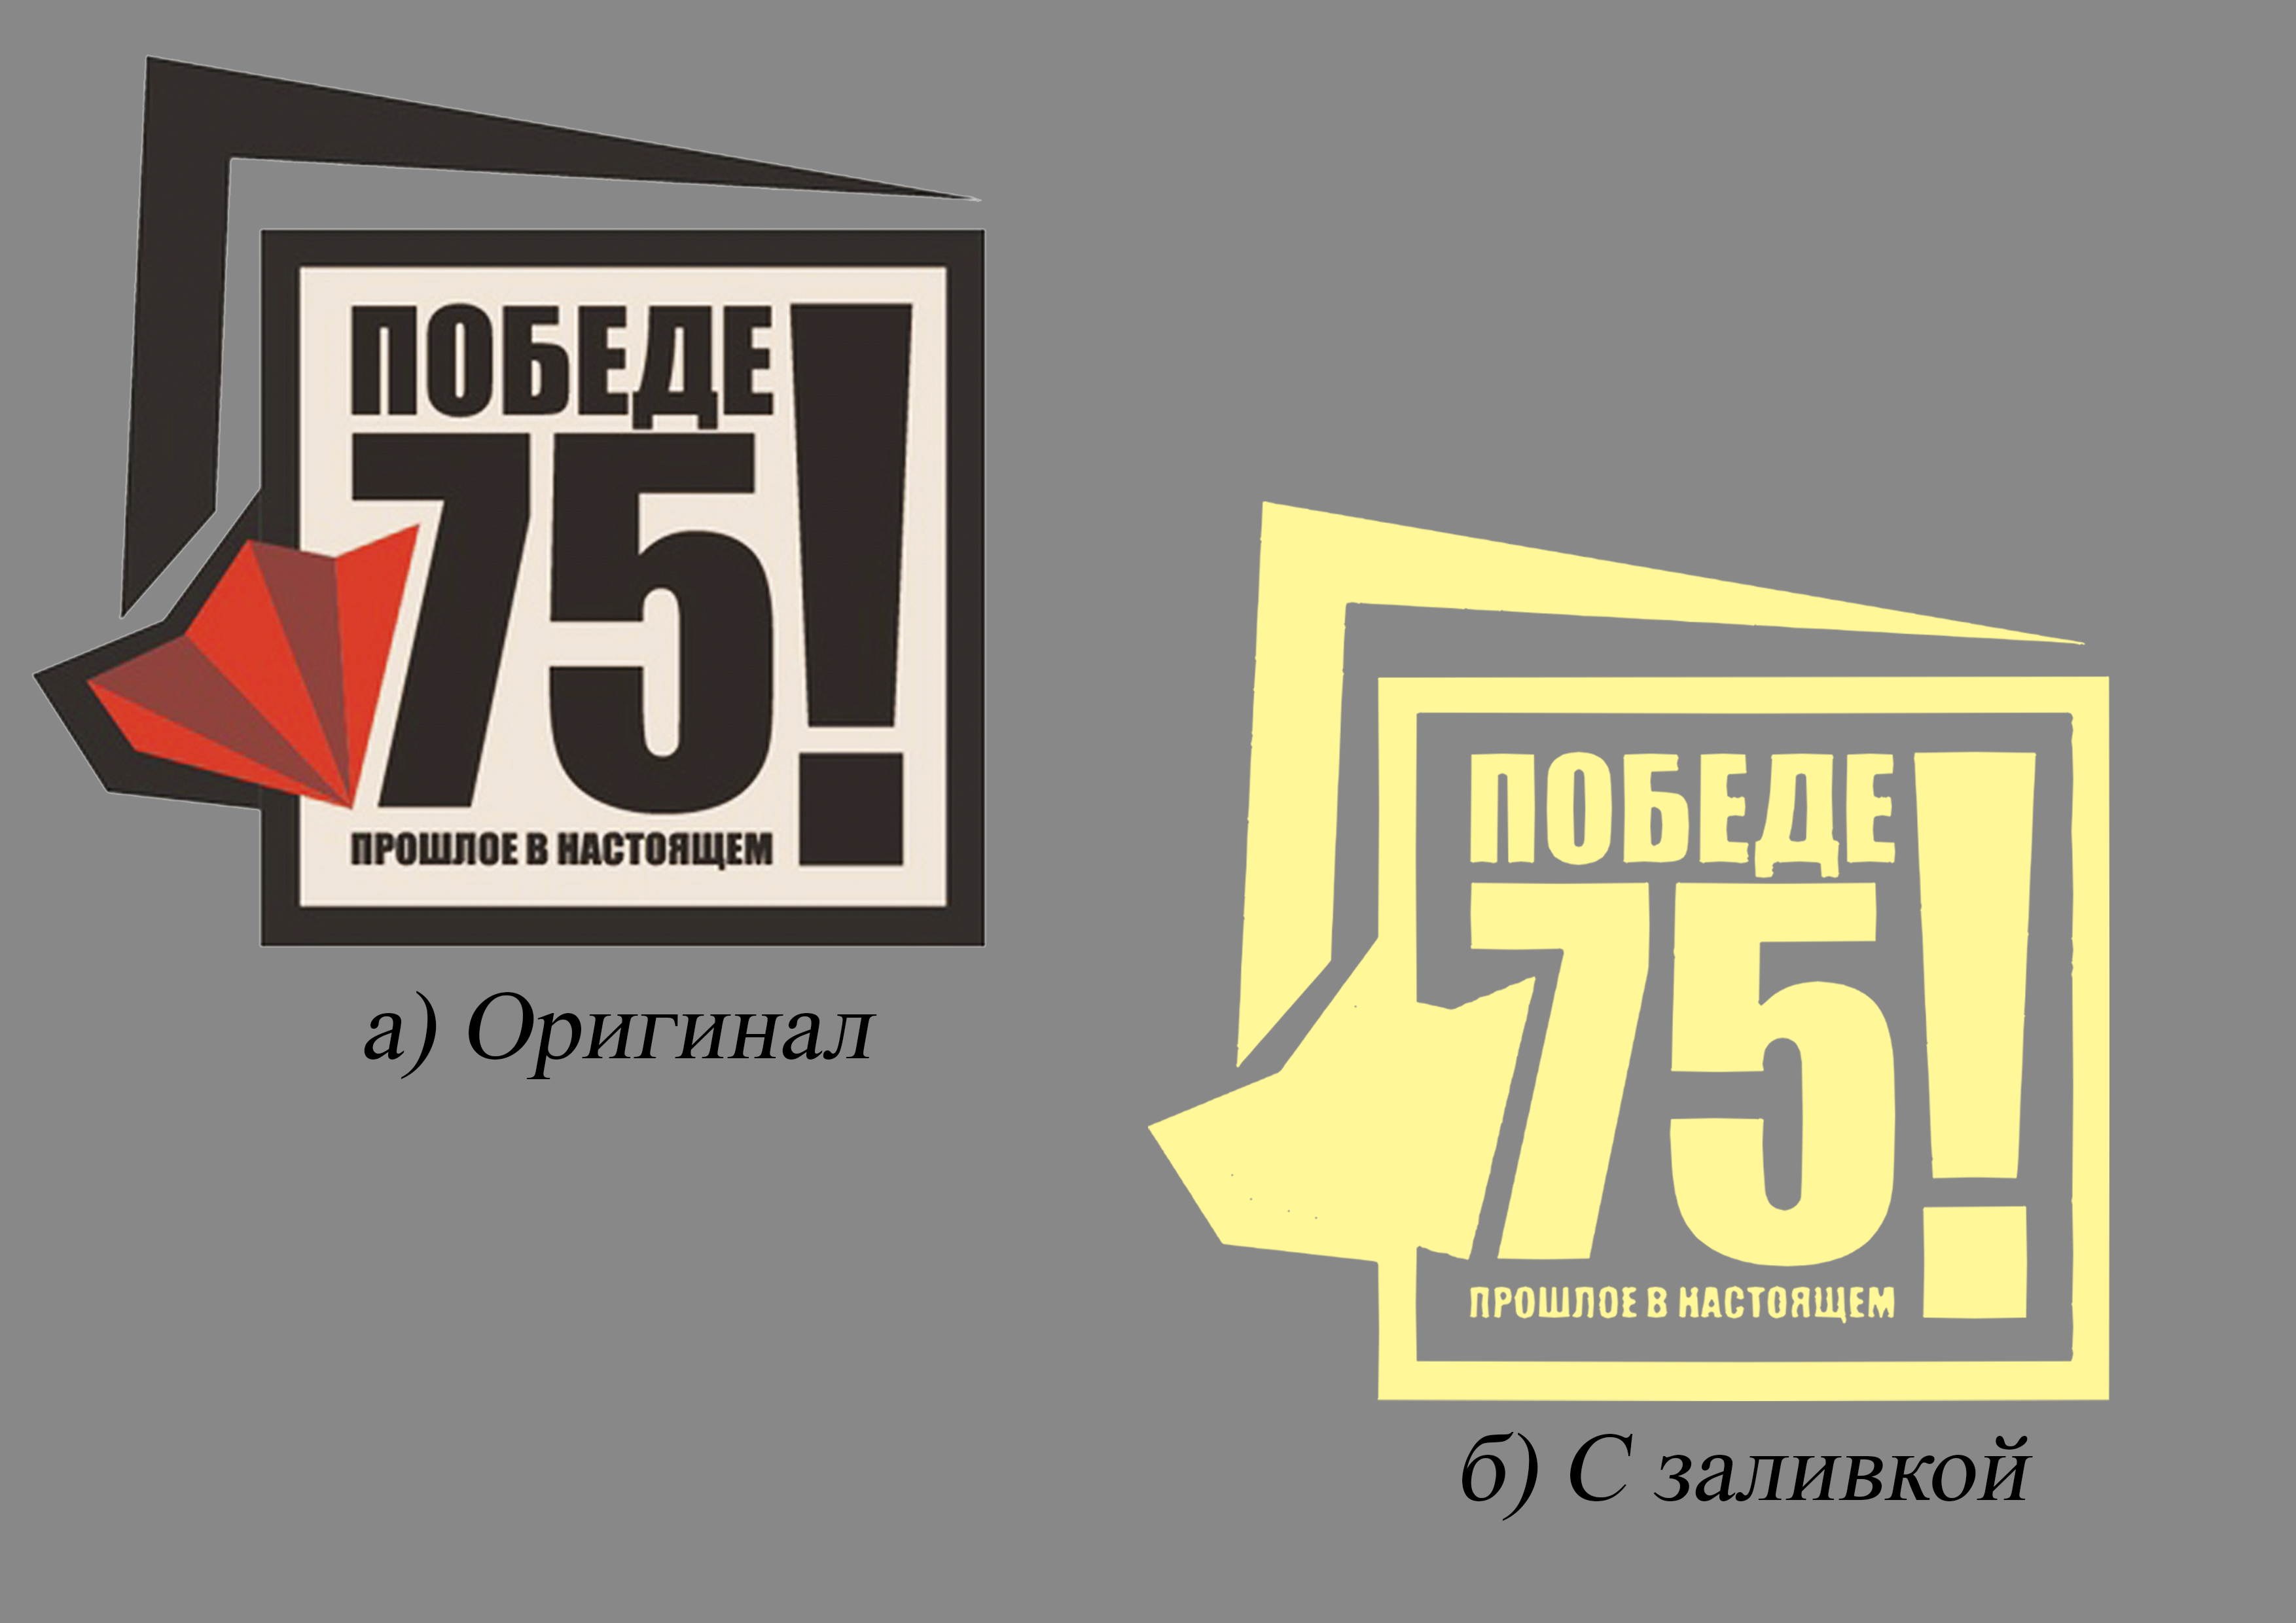 ПОБЕДЕ
75!
ПРОШЛОЕ В НАСТОЯЩЕМ
а) Оригинал
ПОБЕДЕ
75!
ПРОШЛОЕ В НАСТОЯЩЕМ
б) С заливкой